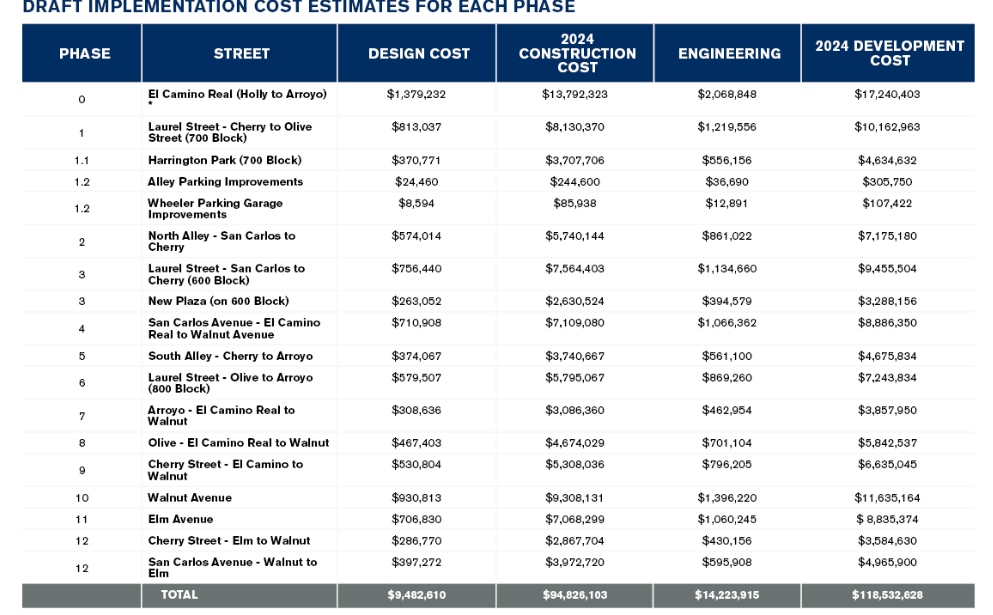 DRAFT IMPLEMENTATION COST ESTIMATES FOR EACH PHASE
PHASE STREET DESIGN COST 2024 CONSTRUCTION COST ENGINEERING 2024 DEVELOPMENT COST
0 El Camino Real (Holly to Arroyo) * $1,379,232 $13,792,323 $2,068,848 $17,240,403
1 Laurel Street - Cherry to Olive Street (700 Block) $813,037 $8,130,370 $1,219,556 $10,162,963
1.1 Harrington Park (700 Block) $370,771 $3,707,706 $556,156 $4,634,632
1.2 Alley Parking Improvements $24,460 $244,600 $36,690 $305,750
1.2 Wheeler Parking Garage Improvements $8,594 $85,938 $12,891 $107,422
2 North Alley - San Carlos to Cherry $574,014 $5,740,144 $861,022 $7,175,180
3 Laurel Street - San Carlos to Cherry (600 Block) $756,440 $7,564,403 $1,134,660 $9,455,504
3 New Plaza (on 600 Block) $263,052 $2,630,524 $394,579 $3,288,156
4 San Carlos Avenue - El Camino Real to Walnut Avenue $710,908 $7,109,080 $1,066,362 $8,886,350
5 South Alley - Cherry to Arroyo $374,067 $3,740,667 $561,100 $4,675,834
6 Laurel Street - Olive to Arroyo (800 Block) $579,507 $5,795,067 $869,260 $7,243,834
7 Arroyo - El Camino Real to Walnut $308,636 $3,086,360 $462,954 $3,857,950
8 Olive - El Camino Real to Walnut $467,403 $4,674,029 $701,104 $5,842,537
9 Cherry Street - El Camino to Walnut $530,804 $5,308,036 $796,205 $6,635,045
10 Walnut Avenue $930,813 $9,308,131 $1,396,220 $11,635,164
11 Elm Avenue $706,830 $7,068,299 $1,060,245 $ 8,835,374
12 Cherry Street - Elm to Walnut $286,770 $2,867,704 $430,156 $3,584,630
12 San Carlos Avenue - Walnut to Elm $397,272 $3,972,720 $595,908 $4,965,900
TOTAL $9,482,610 $94,826,103 $14,223,915 $118,532,628